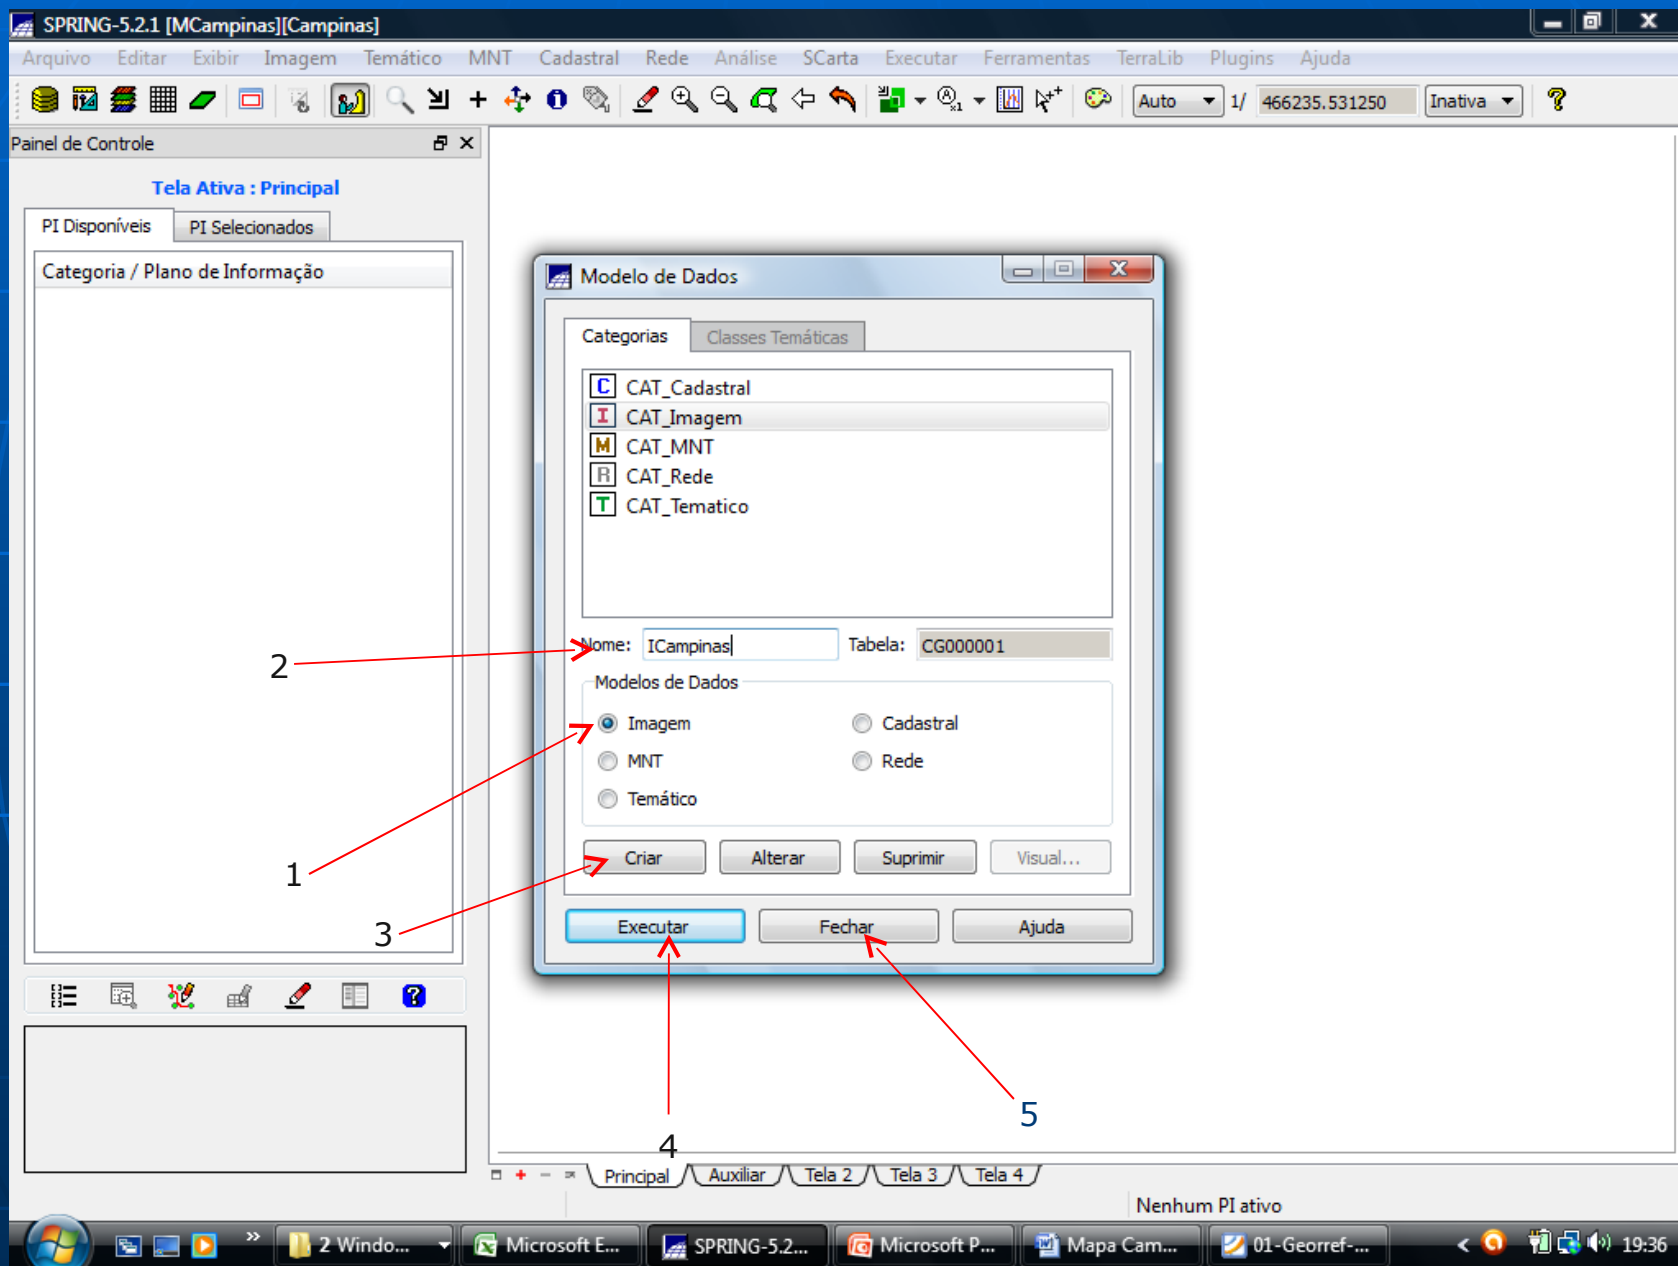 SPRING-5.2.1 [MCampinas][Campinas]
Arquivo Editar Exibir Imagem Temático MNT Cadastral Rede Análise SCarta Executar Ferramentas TerraLib Plugins Ajuda
Auto 1/ 466235.531250 Inativa
Painel de Controle
Tela Ativa : Principal
PI Disponíveis PI Selecionados
Categoria / Plano de Informação
Modelo de Dados
Categorias Classes Temáticas
C CAT_Cadastral
I CAT_Imagem
M CAT_MNT
R CAT_Rede
T CAT_Tematico
Nome: ICampinas Tabela: CG000001
2
Modelos de Dados
Imagem Cadastral
MNT Rede
Temático
Criar Alterar Suprimir Visual...
1
3
Executar Fechar Ajuda
5
4
Principal Auxiliar Tela 2 Tela 3 Tela 4
Nenhum PI ativo
2 Windo... Microsoft E... SPRING-5.2... Microsoft P... Mapa Cam... 01-Georref-... 19:36